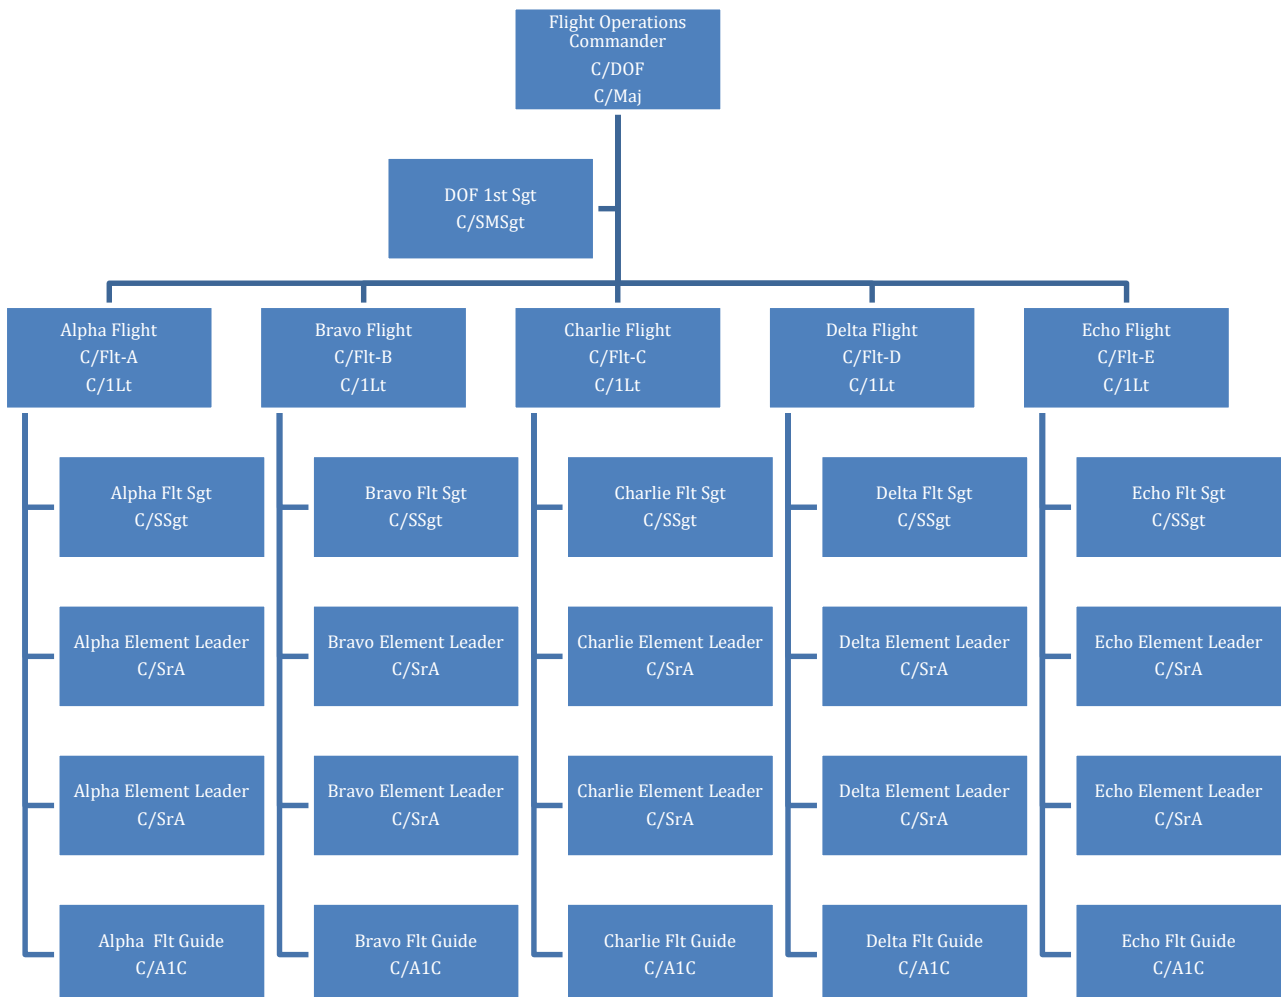 Flight Operations
Commander
C/DOF
C/Maj
DOF 1st Sgt
C/SMSgt
Alpha Flight
C/Flt-A
C/1Lt
Bravo Flight
C/Flt-B
C/1Lt
Charlie Flight
C/Flt-C
C/1Lt
Delta Flight
C/Flt-D
C/1Lt
Echo Flight
C/Flt-E
C/1Lt
Alpha Flt Sgt
C/SSgt
Bravo Flt Sgt
C/SSgt
Charlie Flt Sgt
C/SSgt
Delta Flt Sgt
C/SSgt
Echo Flt Sgt
C/SSgt
Alpha Element Leader
C/SrA
Bravo Element Leader
C/SrA
Charlie Element Leader
C/SrA
Delta Element Leader
C/SrA
Echo Element Leader
C/SrA
Alpha Element Leader
C/SrA
Bravo Element Leader
C/SrA
Charlie Element Leader
C/SrA
Delta Element Leader
C/SrA
Echo Element Leader
C/SrA
Alpha  Flt Guide
C/A1C
Bravo Flt Guide
C/A1C
Charlie Flt Guide
C/A1C
Delta Flt Guide
C/A1C
Echo Flt Guide
C/A1C